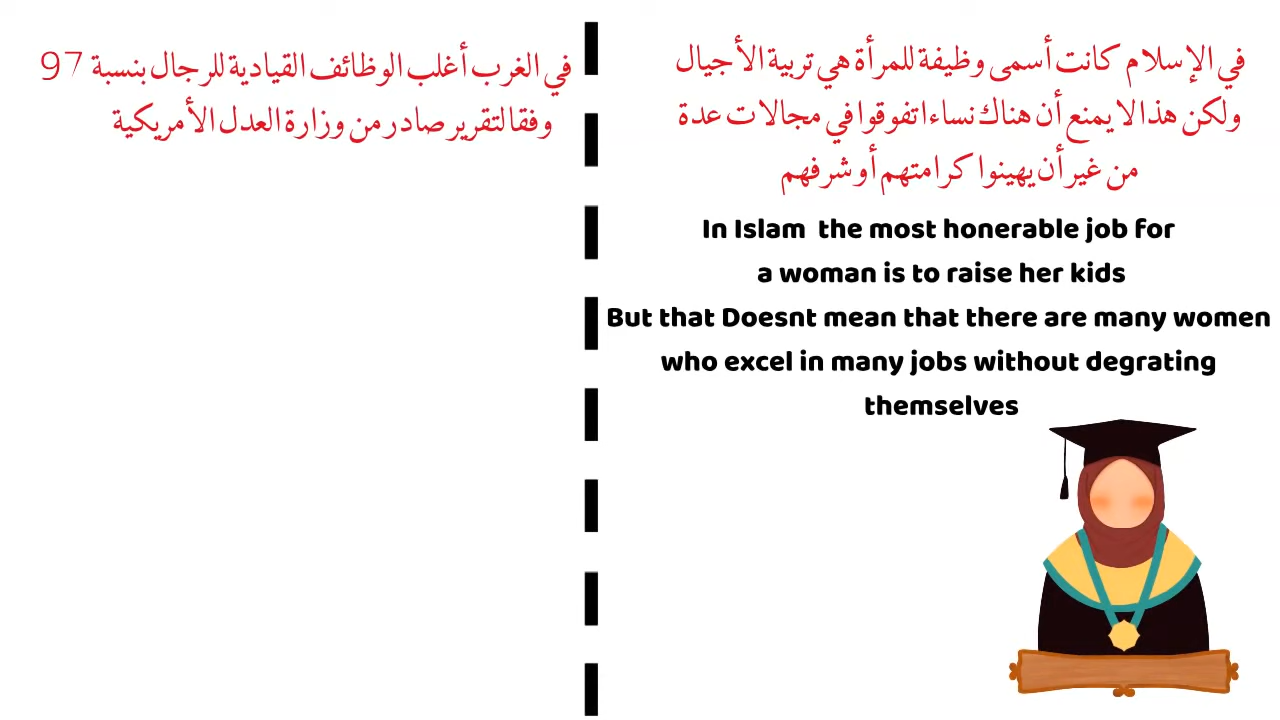 في الإسلام كانت أسمى وظيفة للمرأة هي تربية الأجيال
ولكن هذا لا يمنع أن هناك نساءا تفوقوا في مجالات عدة
من غير أن يهينوا كرامتهم أو شرفهم
In Islam the most honerable job for
a woman is to raise her kids
But that Doesnt mean that there are many women
who excel in many jobs without degrating
themselves
في الغرب أغلب الوظائف القيادية للرجال بنسبة 97
وفقا لتقرير صادر من وزارة العدل الأمريكية